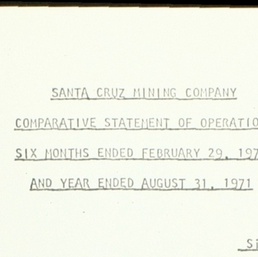 SANTA CRUZ MINING COMPANY
COMPARATIVE STATEMENT OF OPERATIO
SIX MONTHS ENDED FEBRUARY 29, 197
AND YEAR ENDED AUGUST 31, 1971
Si